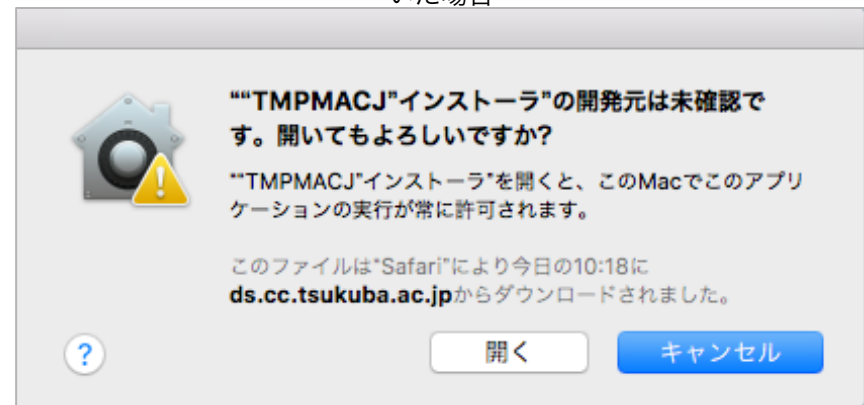 いた場合
““TMPMACJ”インストーラ”の開発元は未確認で
す。開いてもよろしいですか?
““TMPMACJ”インストーラ”を開くと、このMacでこのアプリ
ケーションの実行が常に許可されます。
このファイルは“Safari”により今日の10:18に
ds.cc.tsukuba.ac.jpからダウンロードされました。
?
開く
キャンセル